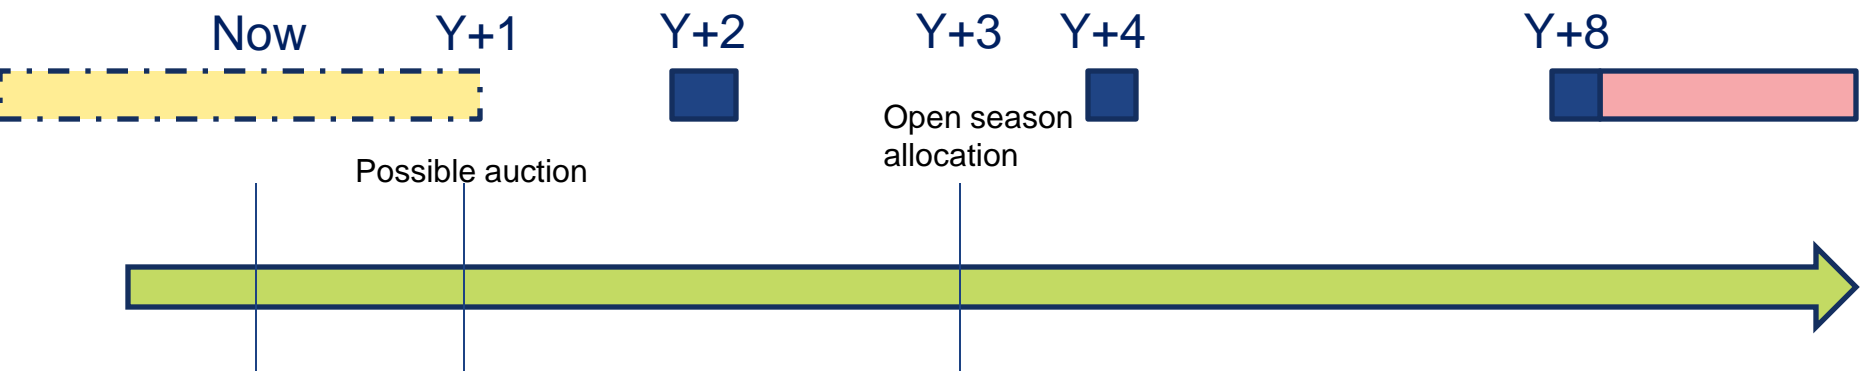 Now Y+1 Y+2 Y+3 Y+4 Y+8
Open season
allocation
Possible auction